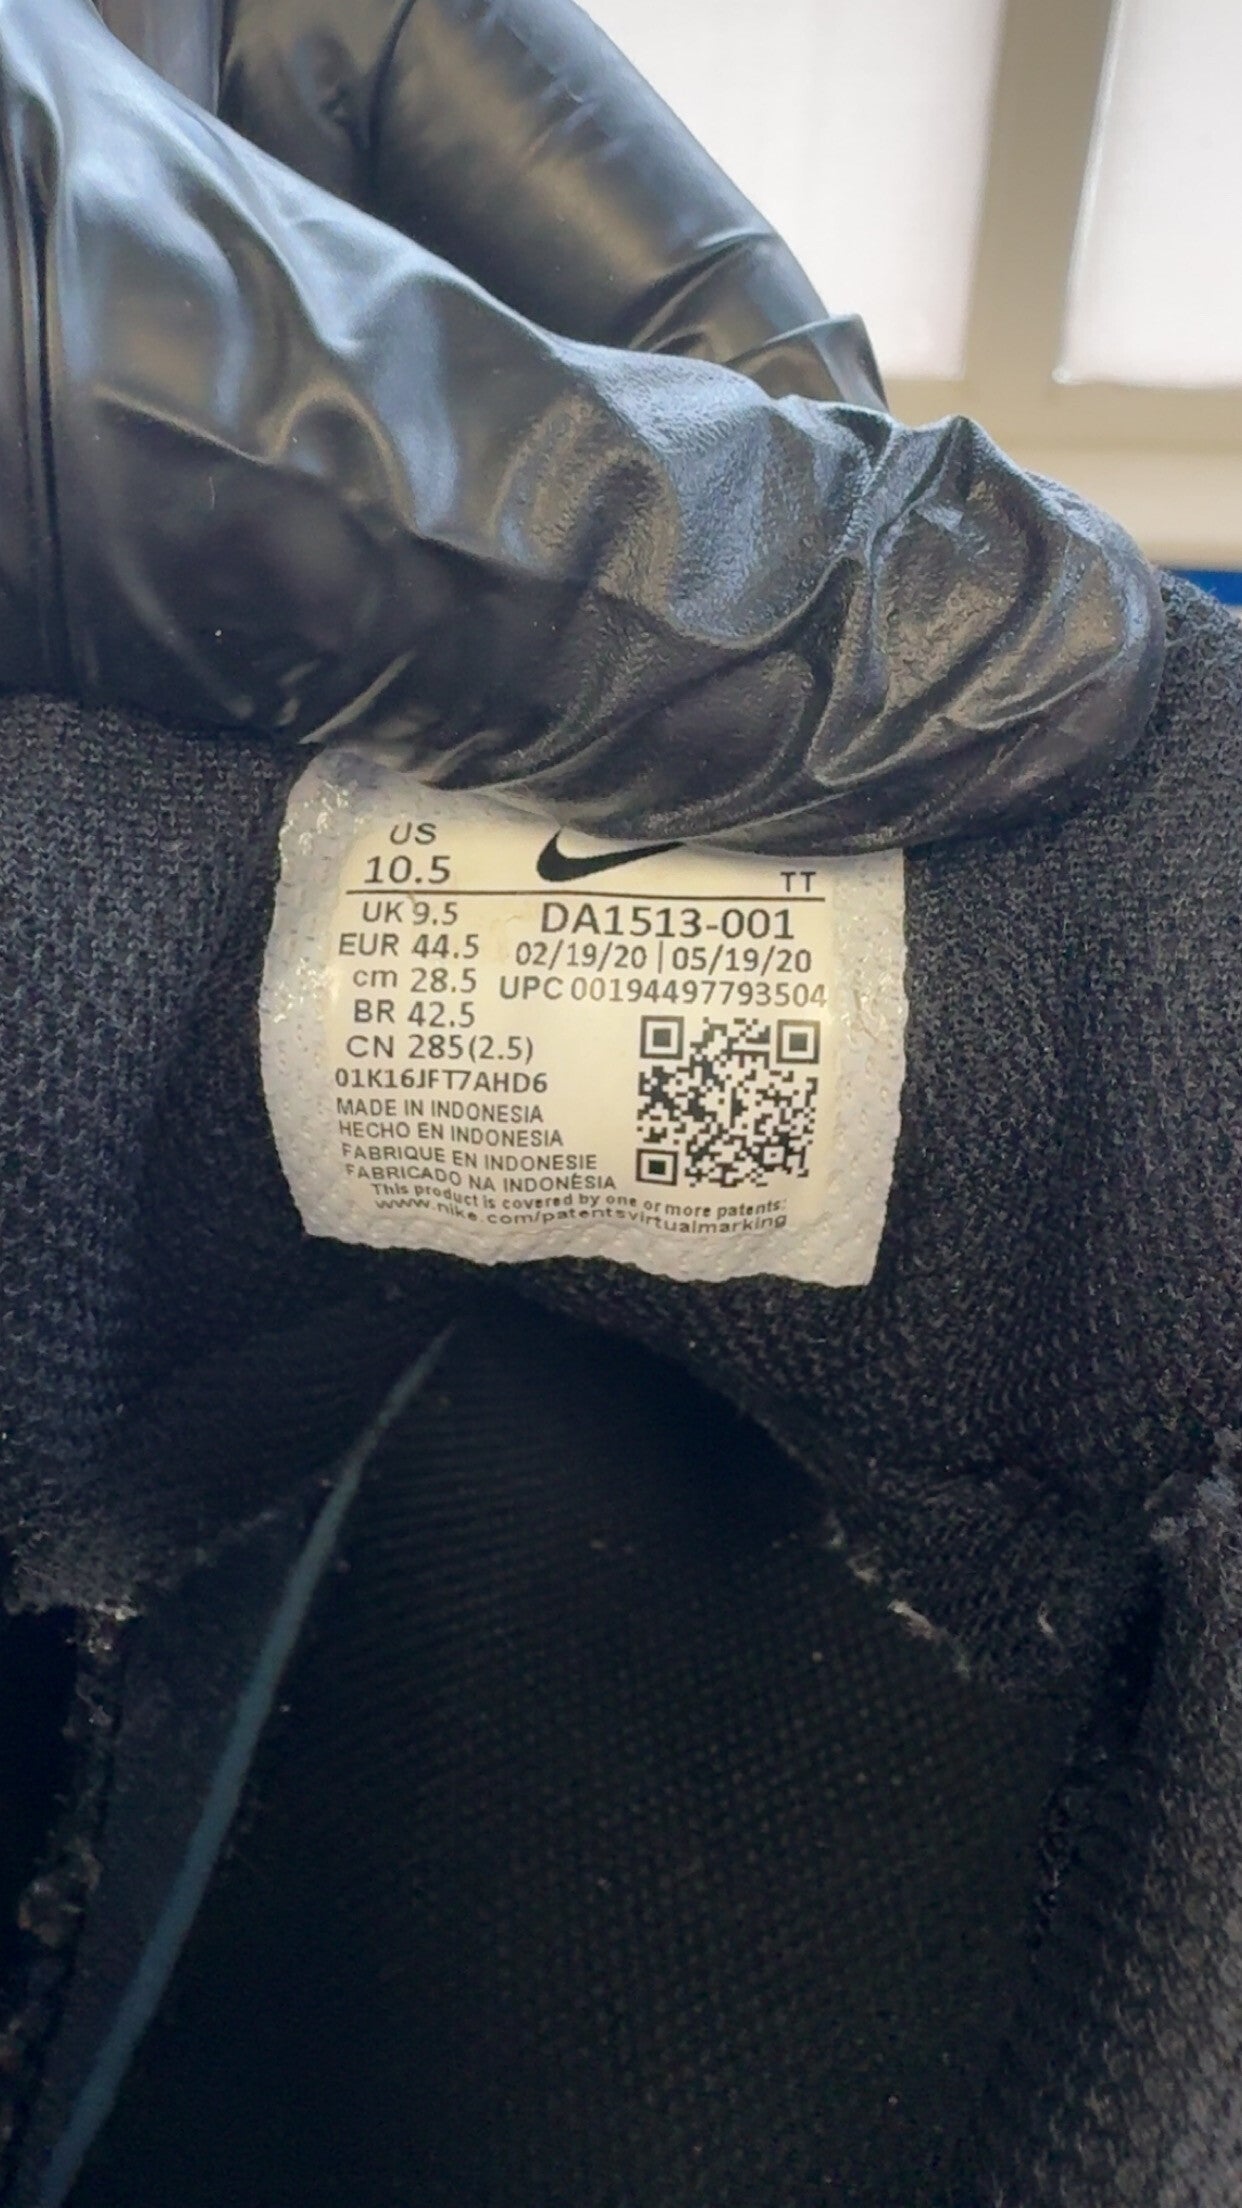 US
10.5
TT
UK 9.5
DA1513-001
EUR 44.5
02/19/20 | 05/19/20
cm 28.5
UPC 00194497793504
BR 42.5
CN 285(2.5)
01K16JFT7AHD6
MADE IN INDONESIA
HECHO EN INDONESIA
FABRIQUE EN INDONESIE
FABRICADO NA INDONÉSIA
This product is covered by one or more patents:
www.nike.com/patentsvirtualmarking